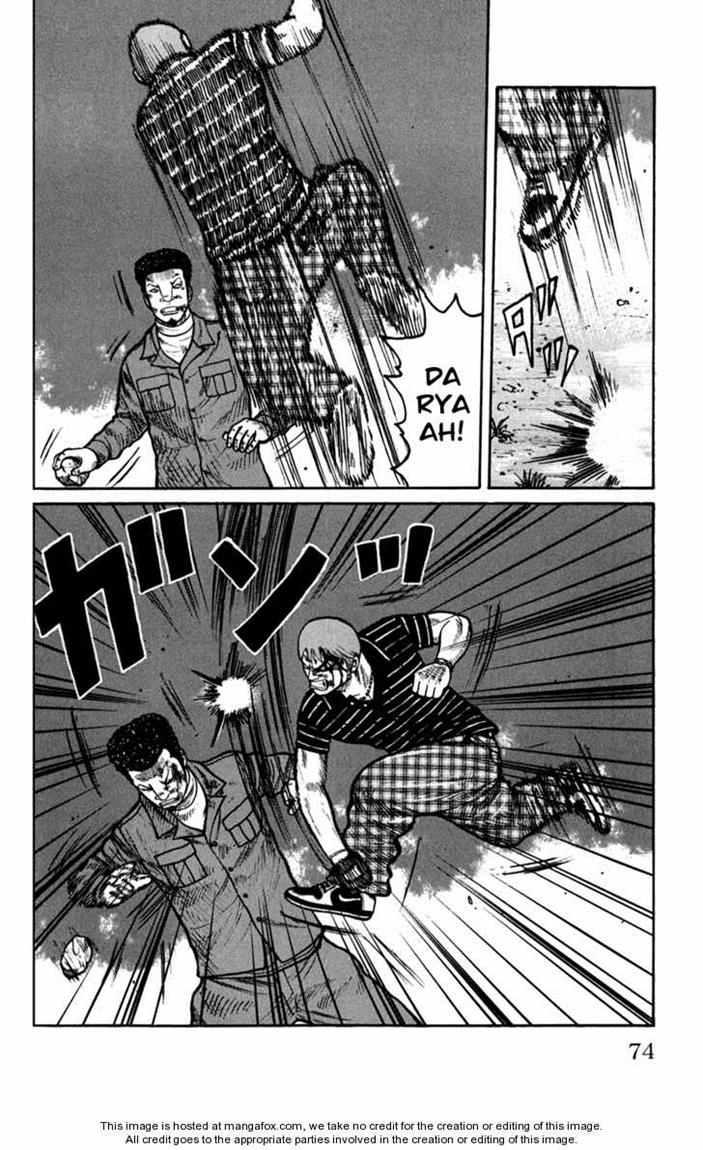 ダッ
DA
RYA
AH!
ガンッ
74
This image is hosted at mangafox.com, we take no credit for the creation or editing of this image.
All credit goes to the appropriate parties involved in the creation or editing of this image.